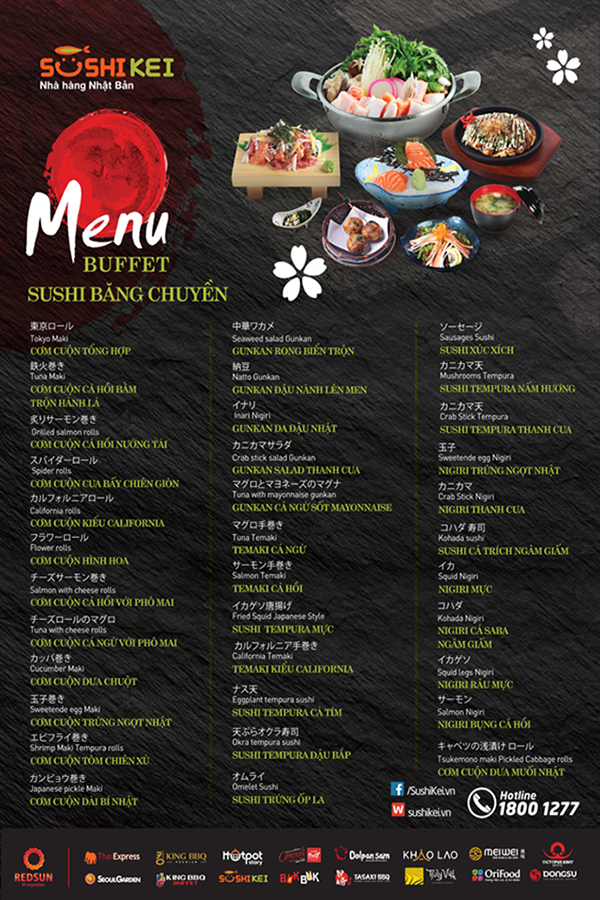 SUSHI KEI
Nhà hàng Nhật Bản
Menu
BUFFET
SUSHI BĂNG CHUYỀN
東京ロール
Tokyo Maki
CƠM CUỘN TỔNG HỢP
鉄火巻き
Tuna Maki
CƠM CUỘN CÁ HỒI BẰM
TRỘN HÀNH LÁ
炙りサーモン巻き
Grilled salmon rolls
CƠM CUỘN CÁ HỒI NƯỚNG TÁI
スパイダーロール
Spider rolls
CƠM CUỘN CUA BẤY CHIÊN GIÒN
カルフォルニアロール
California rolls
CƠM CUỘN KIỂU CALIFORNIA
フラワーロール
Flower rolls
CƠM CUỘN HÌNH HOA
チーズサーモン巻き
Salmon with cheese rolls
CƠM CUỘN CÁ HỒI VỚI PHÔ MAI
チーズロールのマグロ
Tuna with cheese rolls
CƠM CUỘN CÁ NGỪ VỚI PHÔ MAI
カッパ巻き
Cucumber Maki
CƠM CUỘN DƯA CHUỘT
玉子巻き
Sweetende egg Maki
CƠM CUỘN TRỨNG NGỌT NHẬT
エビフライ巻き
Shrimp Maki Tempura rolls
CƠM CUỘN TÔM CHIÊN XÙ
カンピョウ巻き
Japanese pickle Maki
CƠM CUỘN DẢI BÍ NHẬT
中華ワカメ
Seaweed salad Gunkan
GUNKAN RONG BIỂN TRỘN
納豆
Natto Gunkan
GUNKAN ĐẬU NÀNH LÊN MEN
イナリ
Inari Nigiri
GUNKAN DA ĐẬU NHẬT
カニカマサラダ
Crab stick salad Gunkan
GUNKAN SALAD THANH CUA
マグロとマヨネーズのマグナ
Tuna with mayonnaise gunkan
GUNKAN CÁ NGỪ SỐT MAYONNAISE
マグロ手巻き
Tuna Temaki
TEMAKI CÁ NGỪ
サーモン手巻き
Salmon Temaki
TEMAKI CÁ HỒI
イカゲソ唐揚げ
Fried Squid Japanese Style
SUSHI TEMPURA MỰC
カルフォルニア手巻き
California Temaki
TEMAKI KIỂU CALIFORNIA
ナス天
Eggplant tempura sushi
SUSHI TEMPURA CÀ TÍM
天ぷらオクラ寿司
Okra tempura sushi
SUSHI TEMPURA ĐẬU BẮP
オムライ
Omelet Sushi
SUSHI TRỨNG ỐP LA
ソーセージ
Sausages Sushi
SUSHI XÚC XÍCH
カニカマ天
Mushrooms Tempura
SUSHI TEMPURA NẤM HƯƠNG
カニカマ天
Crab Stick Tempura
SUSHI TEMPURA THANH CUA
玉子
Sweetende egg Nigiri
NIGIRI TRỨNG NGỌT NHẬT
カニカマ
Crab Stick Nigiri
NIGIRI THANH CUA
コハダ 寿司
Kohada sushi
SUSHI CÁ TRÍCH NGÂM GIẤM
イカ
Squid Nigiri
NIGIRI MỰC
コハダ
Kohada Nigiri
NIGIRI CÁ SABA
NGÂM GIẤM
イカゲソ
Squid legs Nigiri
NIGIRI RÂU MỰC
サーモン
Salmon Nigiri
NIGIRI BỤNG CÁ HỒI
キャベツの浅漬け ロール
Tsukemono maki Pickled Cabbage rolls
CƠM CUỘN DƯA MUỐI NHẬT
/SushiKei.vn
sushikei.vn
Hotline
1800 1277
REDSUN
ThaiExpress
KING BBQ
Hotpot story
Dolpan Sam
KHAO LAO
MEIWEI
SEOUL GARDEN
KING BBQ BUFFET
SUSHI KEI
BUKBUK
TASAKI BBQ
OriFood
DONGSU